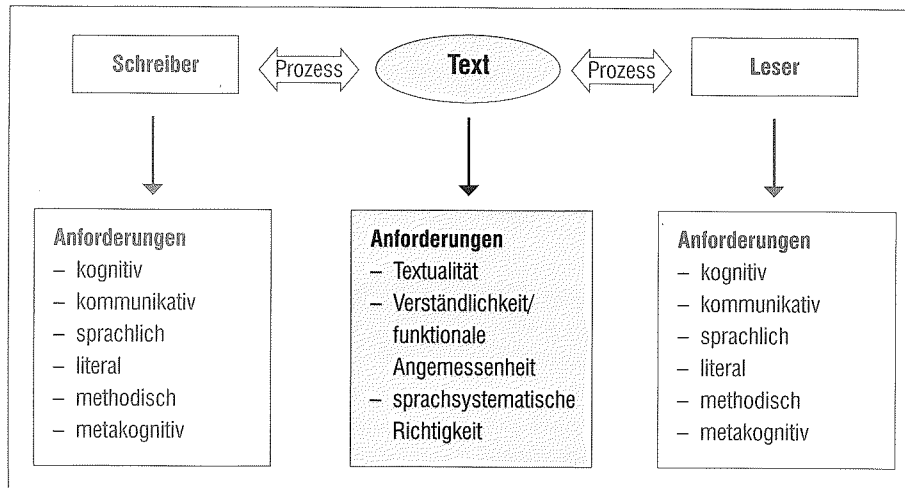 Schreiber
Prozess
Text
Prozess
Leser
Anforderungen
– kognitiv
– kommunikativ
– sprachlich
– literal
– methodisch
– metakognitiv
Anforderungen
– Textualität
– Verständlichkeit/
funktionale
Angemessenheit
– sprachsystematische
Richtigkeit
Anforderungen
– kognitiv
– kommunikativ
– sprachlich
– literal
– methodisch
– metakognitiv